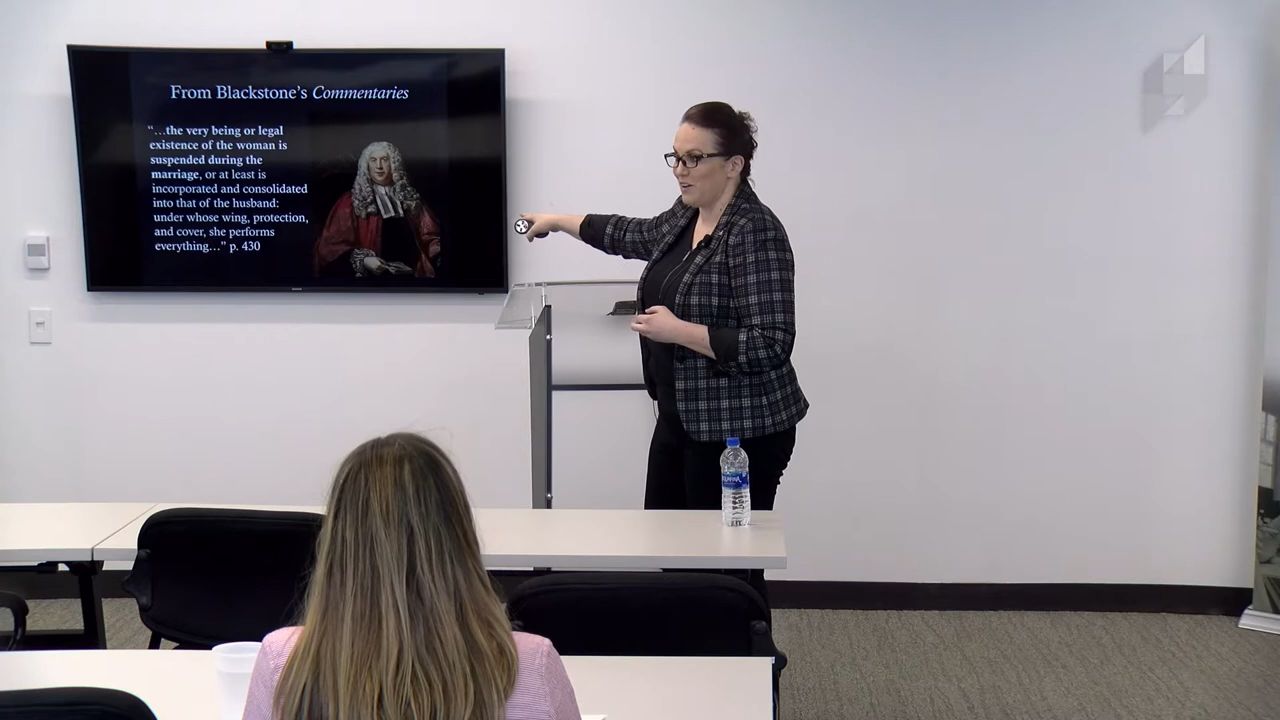 From Blackstone's Commentaries
“…the very being or legal
existence of the woman is
suspended during the
marriage, or at least is
incorporated and consolidated
into that of the husband:
under whose wing, protection,
and cover, she performs
everything…” p. 430